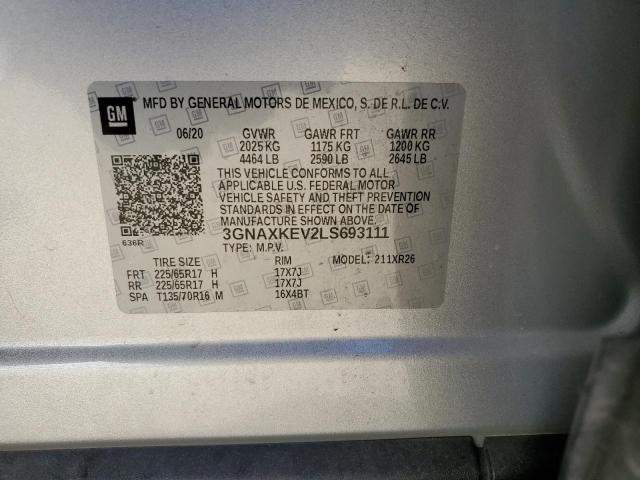 GM
MFD BY GENERAL MOTORS DE MEXICO, S. DE R.L. DE C.V.
06/20 GVWR GAWR FRT GAWR RR
2025 KG 1175 KG 1200 KG
4464 LB 2590 LB 2645 LB
THIS VEHICLE CONFORMS TO ALL
APPLICABLE U.S. FEDERAL MOTOR
VEHICLE SAFETY AND THEFT PREVENTION
STANDARDS IN EFFECT ON THE DATE OF
MANUFACTURE SHOWN ABOVE.
636R 3GNAXKEV2LS693111
TYPE: M.P.V. MODEL: 211XR26
TIRE SIZE RIM
FRT 225/65R17 H 17X7J
RR 225/65R17 H 17X7J
SPA T135/70R16 M 16X4BT